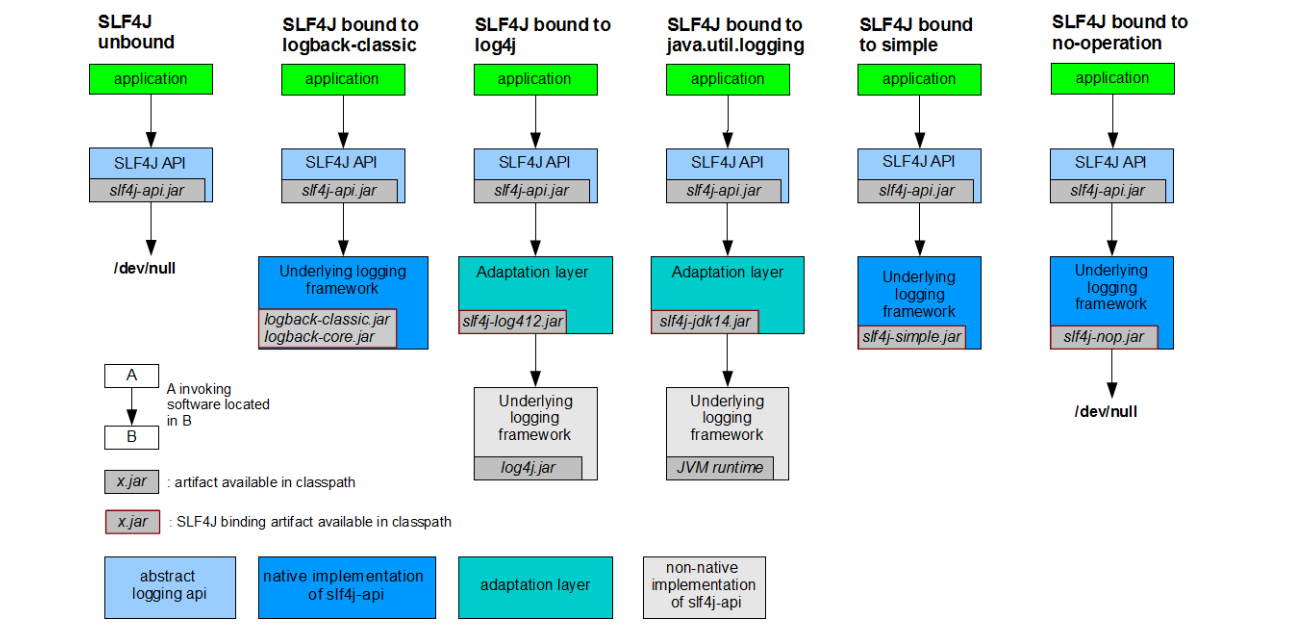 SLF4J
unbound
SLF4J bound to
logback-classic
SLF4J bound to
log4j
SLF4J bound to
java.util.logging
SLF4J bound
to simple
SLF4J bound to
no-operation
application
application
application
application
application
application
SLF4J API
slf4j-api.jar
SLF4J API
slf4j-api.jar
SLF4J API
slf4j-api.jar
SLF4J API
slf4j-api.jar
SLF4J API
slf4j-api.jar
SLF4J API
slf4j-api.jar
/dev/null
Underlying logging
framework
logback-classic.jar
logback-core.jar
Adaptation layer
slf4j-log412.jar
Adaptation layer
slf4j-jdk14.jar
Underlying
logging
framework
slf4j-simple.jar
Underlying
logging
framework
slf4j-nop.jar
Underlying
logging
framework
log4j.jar
Underlying
logging
framework
JVM runtime
/dev/null
A
B
A invoking
software located
in B
x.jar : artifact available in classpath
x.jar : SLF4J binding artifact available in classpath
abstract
logging api
native implementation
of slf4j-api
adaptation layer
non-native
implementation
of slf4j-api